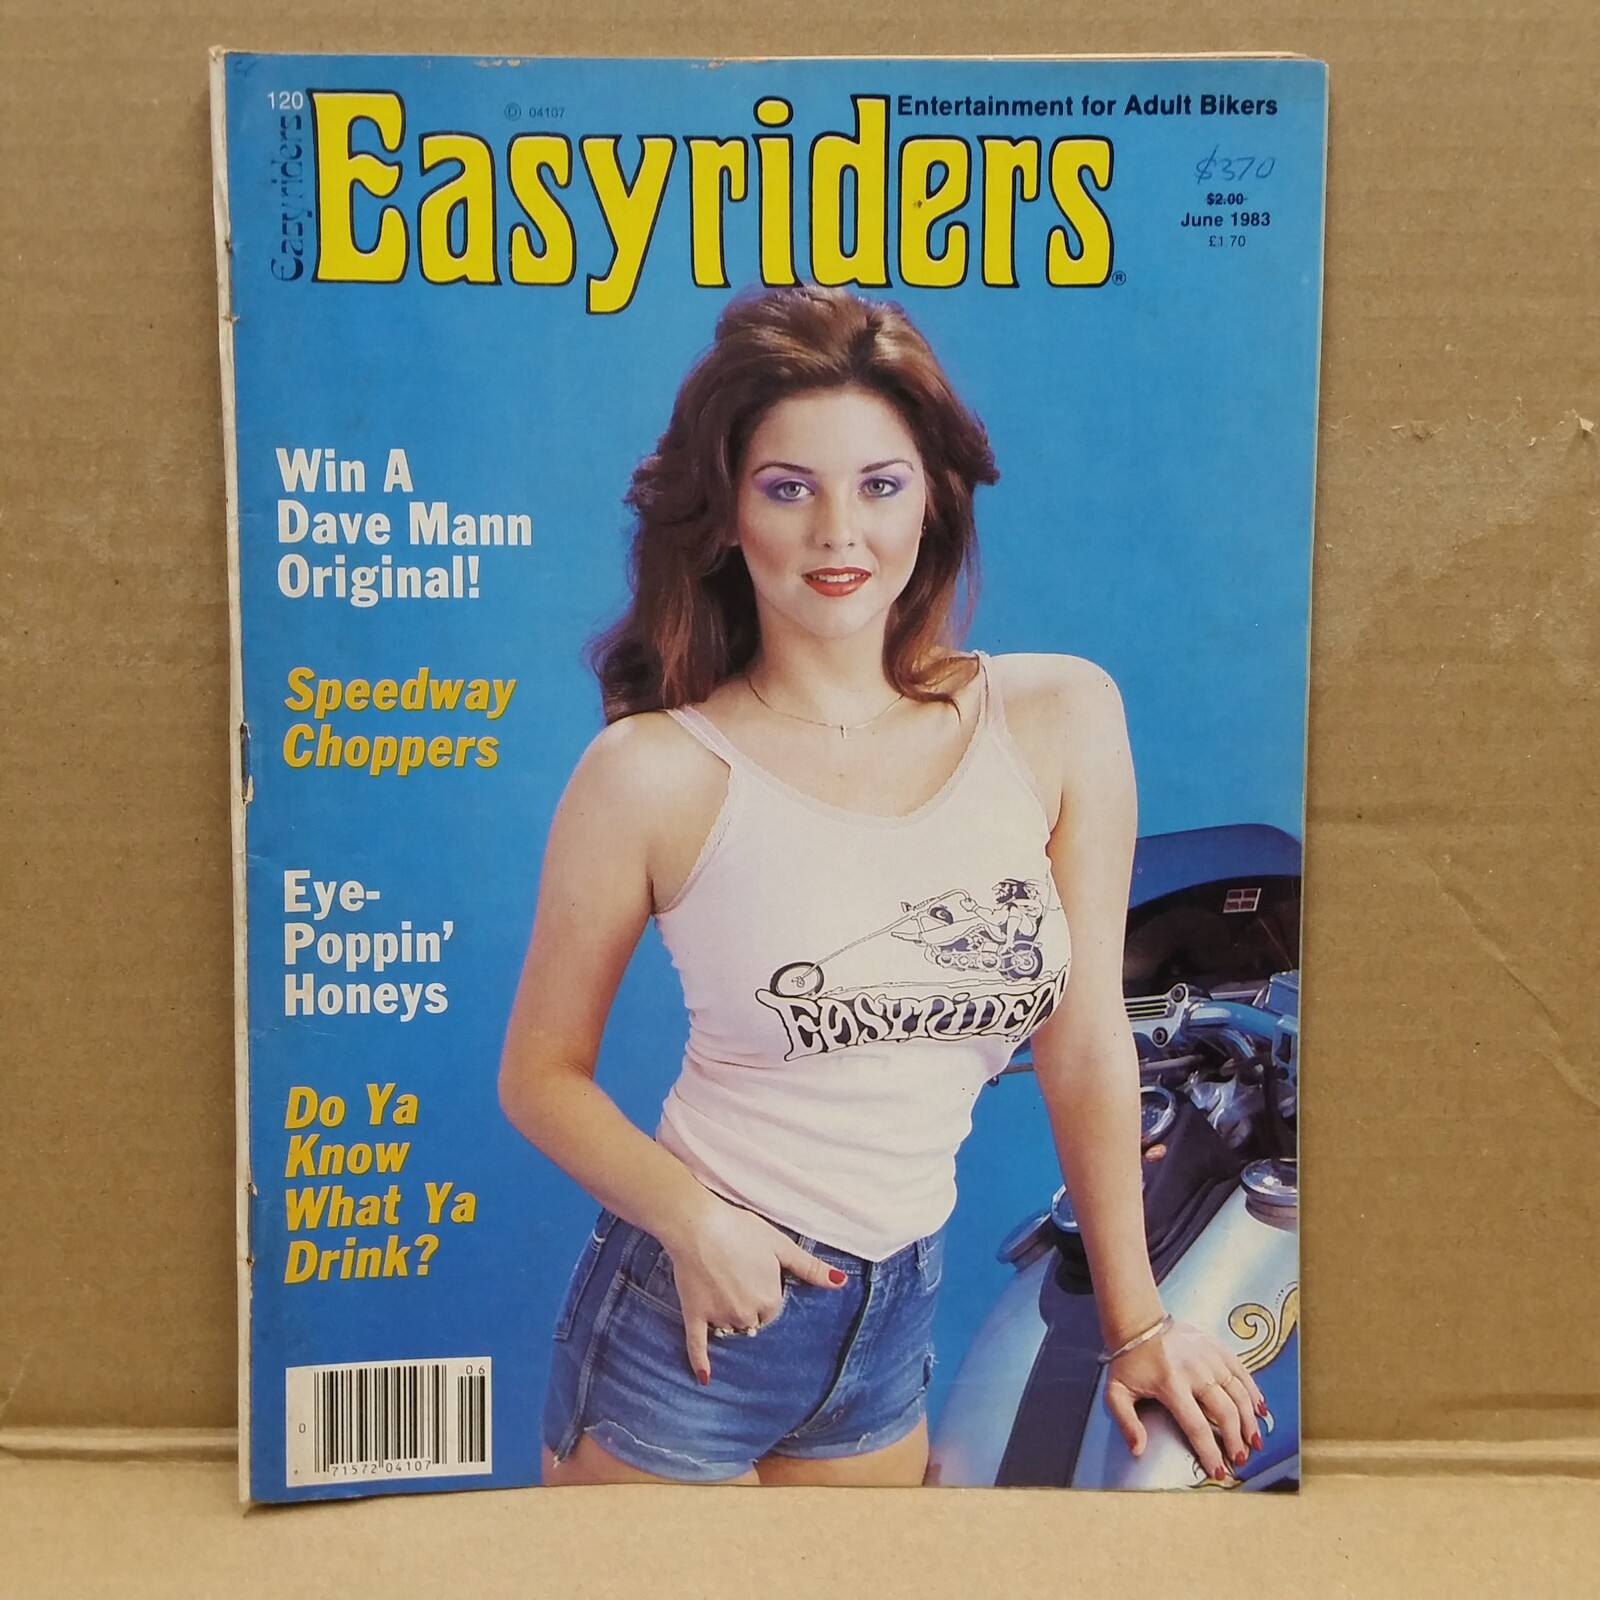 120
Easyriders
Easyriders®
Ⓓ 04107
Entertainment for Adult Bikers
$370
$2.00
June 1983
£1.70
Win A
Dave Mann
Original!
Speedway
Choppers
Eye-
Poppin'
Honeys
Do Ya
Know
What Ya
Drink?
EASYRIDERS
06
0
71572 04107